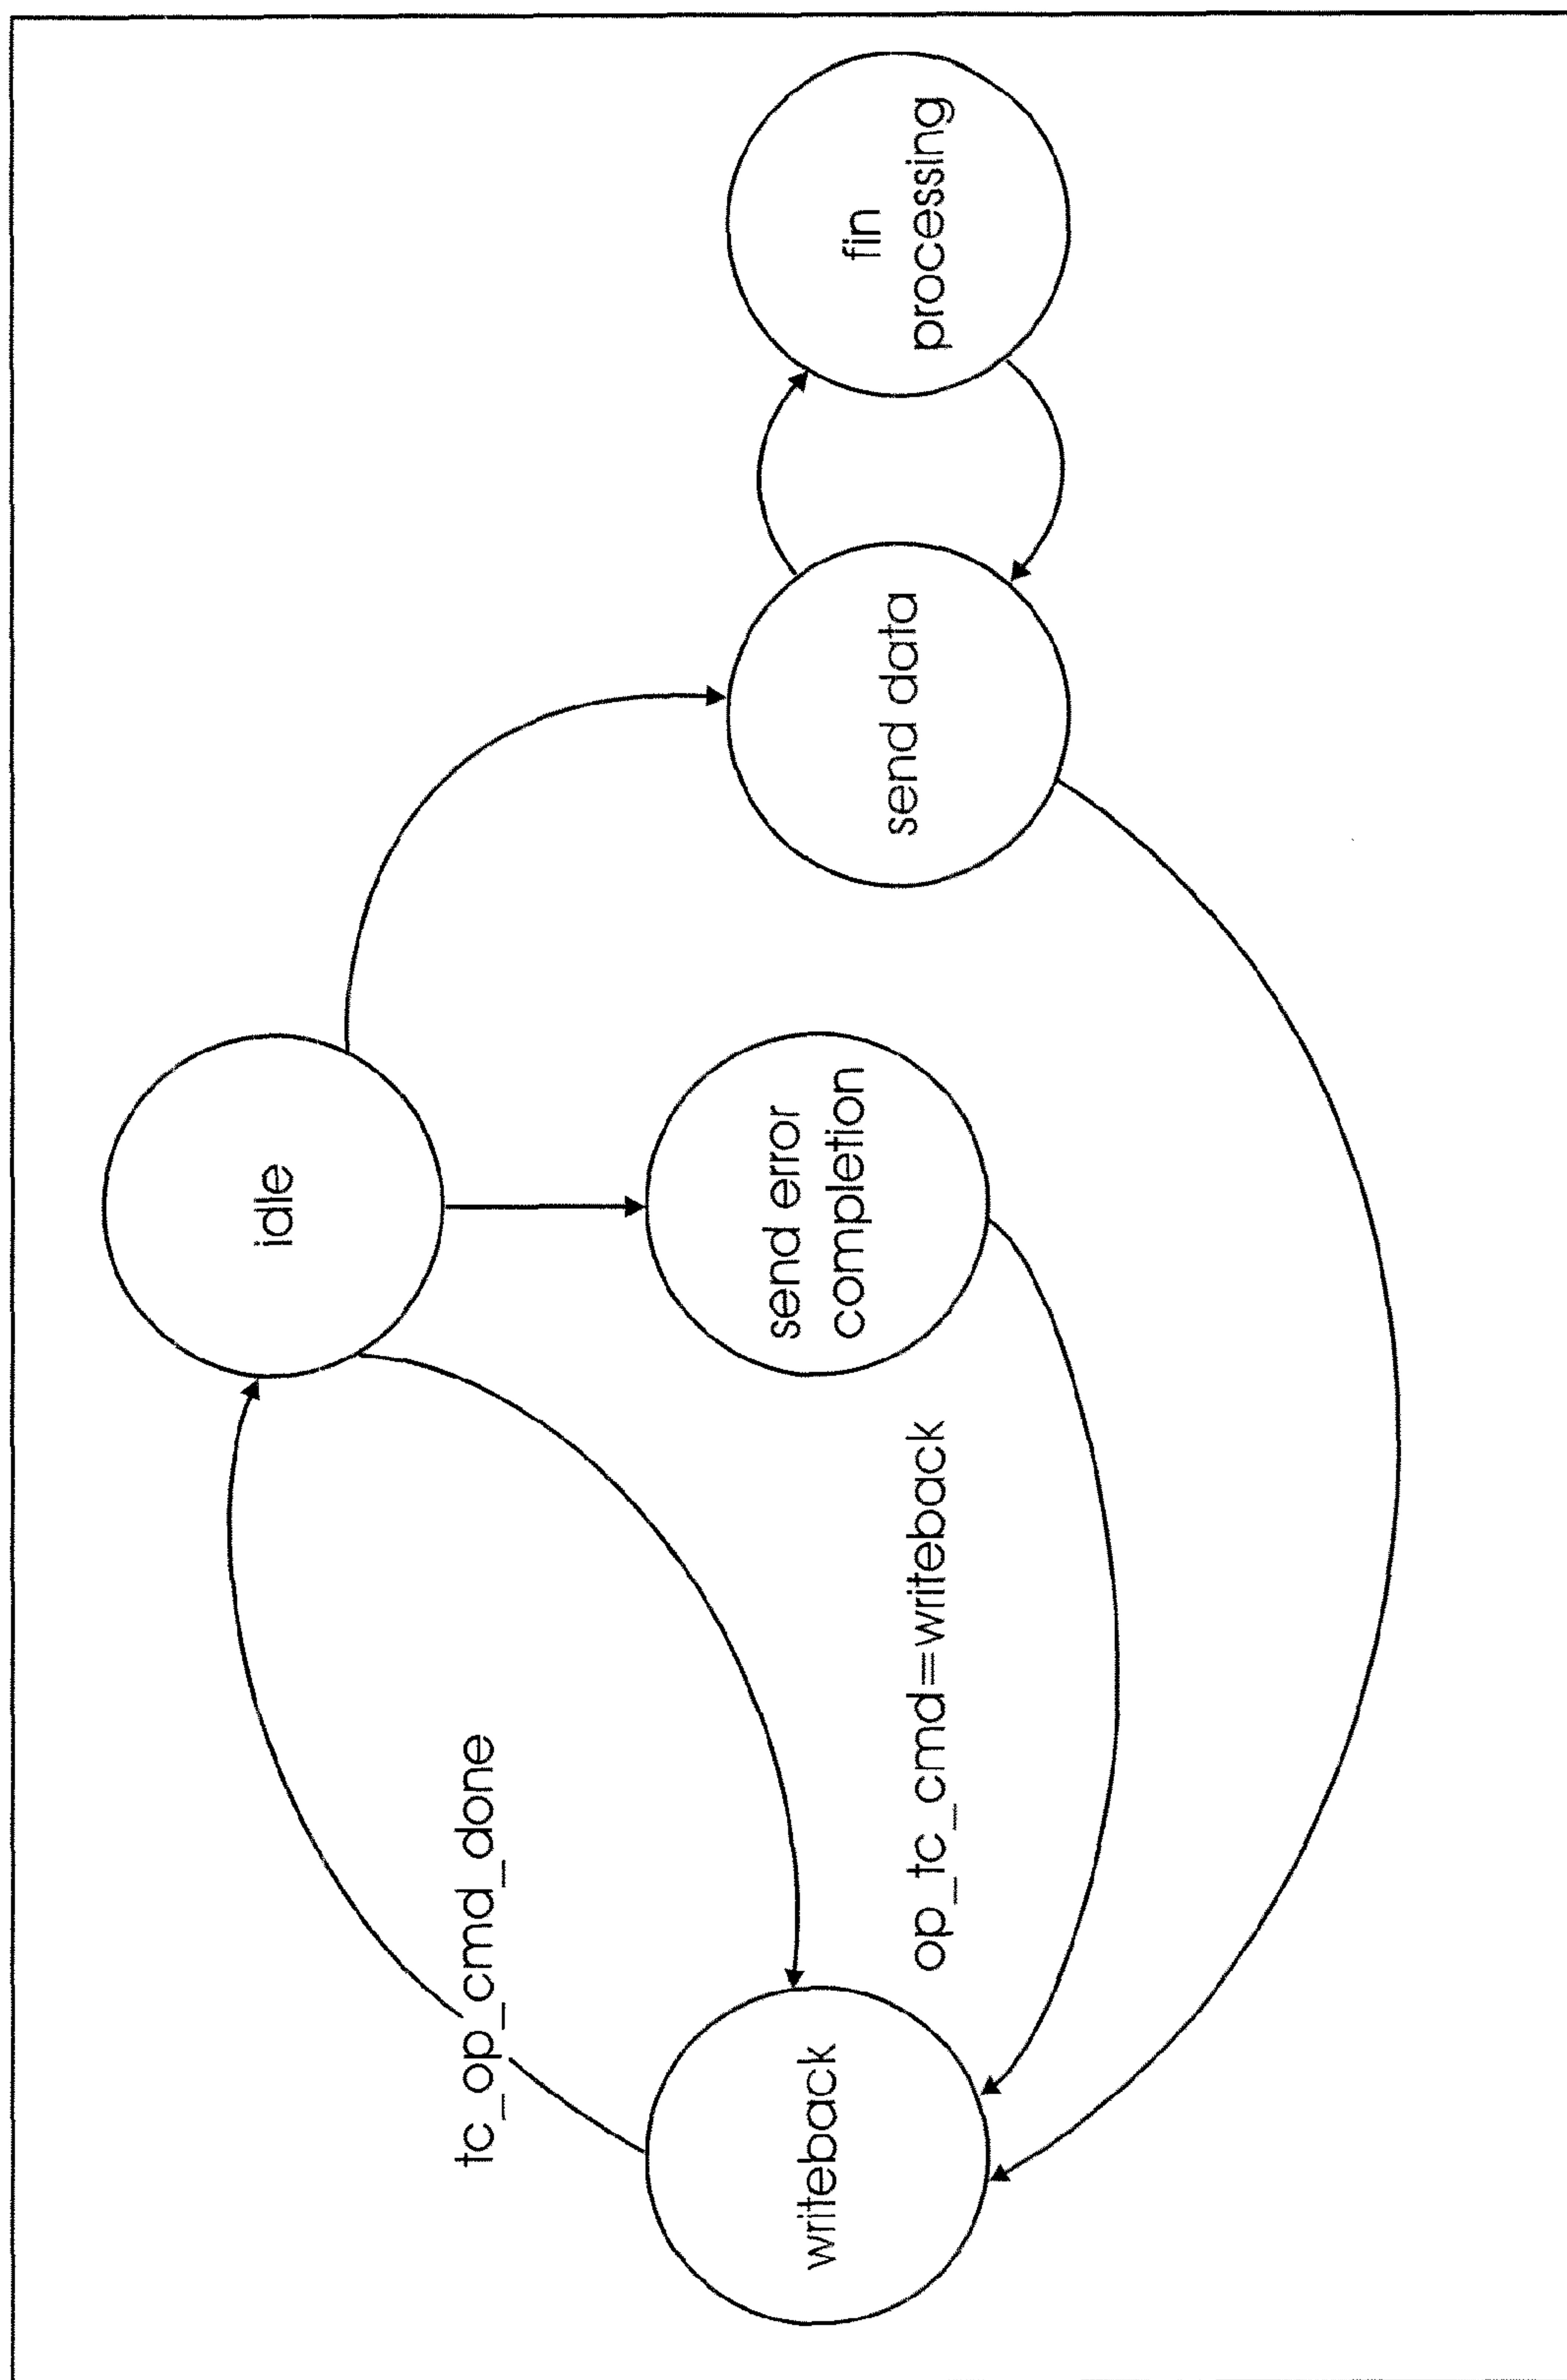 idle
tc_op_cmd_done
send error
completion
writeback
op_tc_cmd=writeback
send data
fin
processing